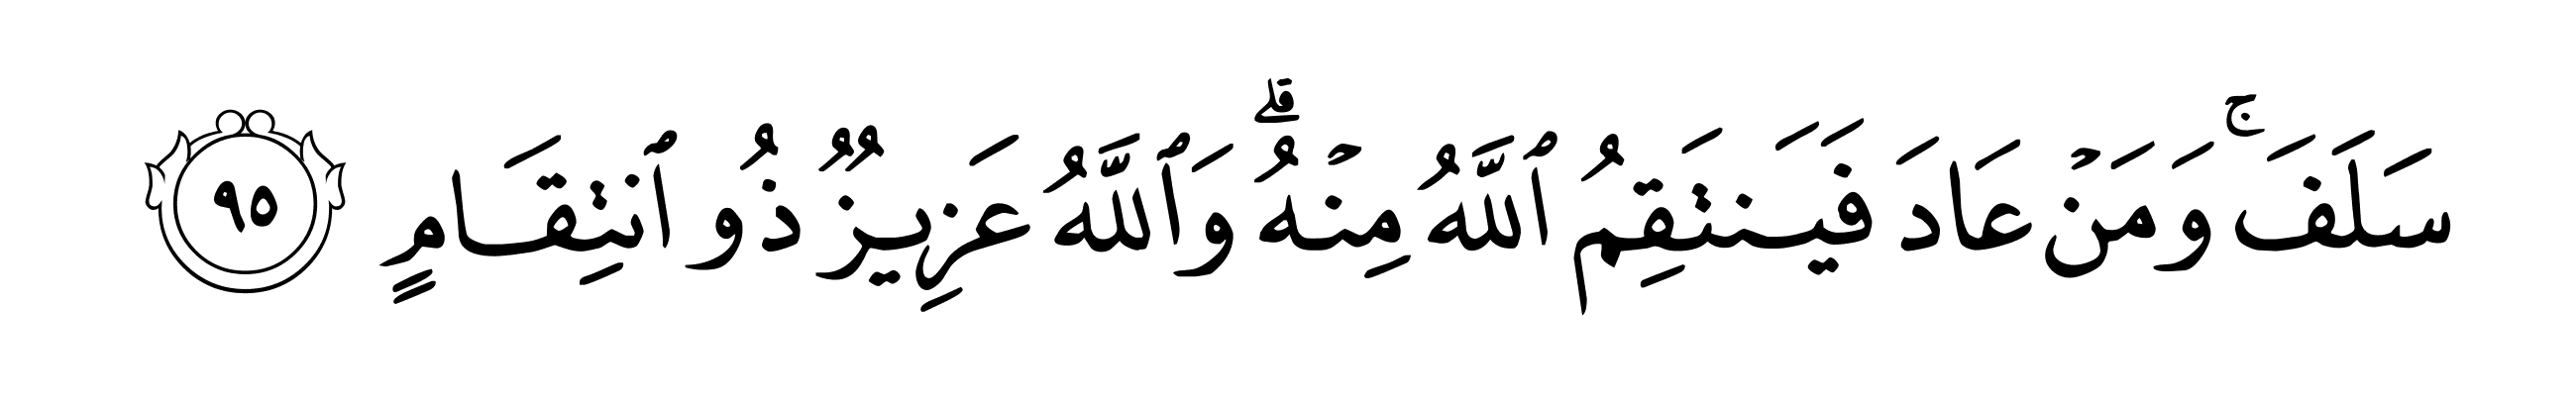 سَلَفَۚ وَمَنۡ عَادَ فَيَنتَقِمُ ٱللَّهُ مِنۡهُۗ وَٱللَّهُ عَزِيزٌ ذُو ٱنتِقَامٍ ٩٥